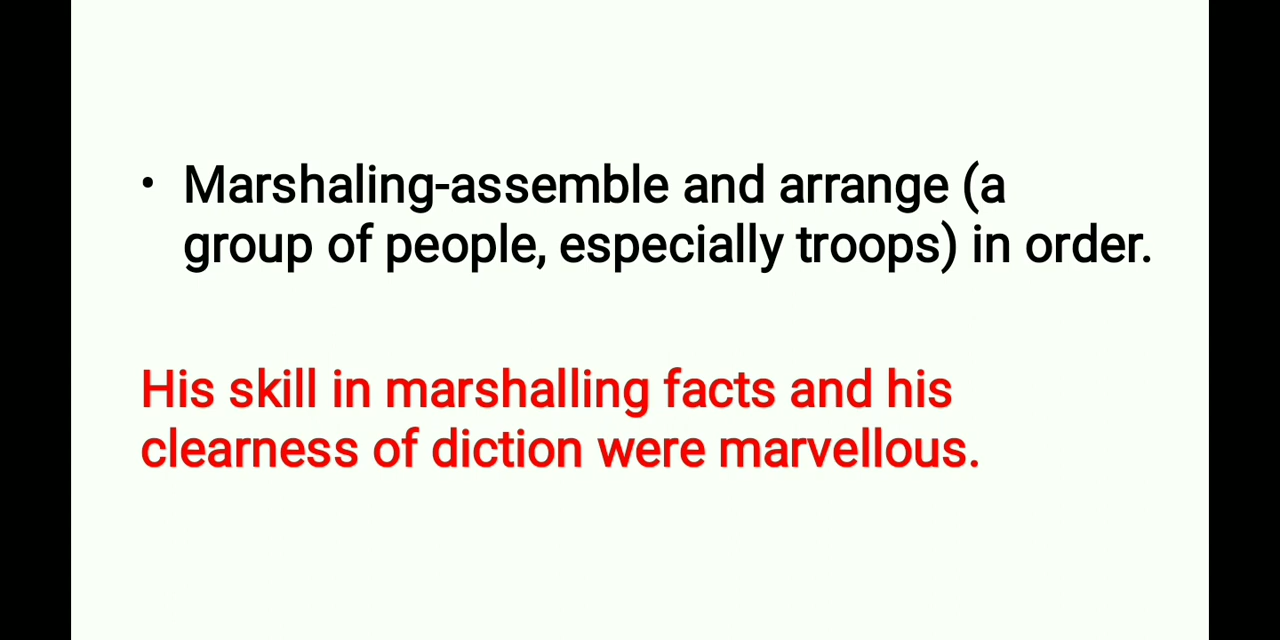 • Marshaling-assemble and arrange (a
group of people, especially troops) in order.
His skill in marshalling facts and his
clearness of diction were marvellous.